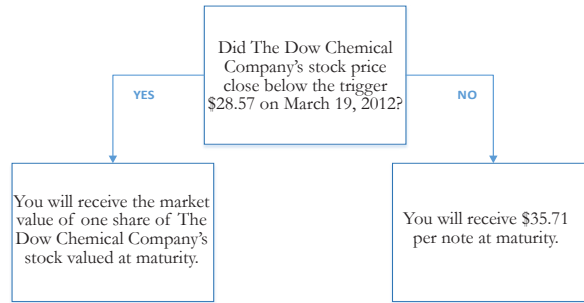 Did The Dow Chemical
Company's stock price
close below the trigger
$28.57 on March 19, 2012?
YES
NO
You will receive the market
value of one share of The
Dow Chemical Company's
stock valued at maturity.
You will receive $35.71
per note at maturity.